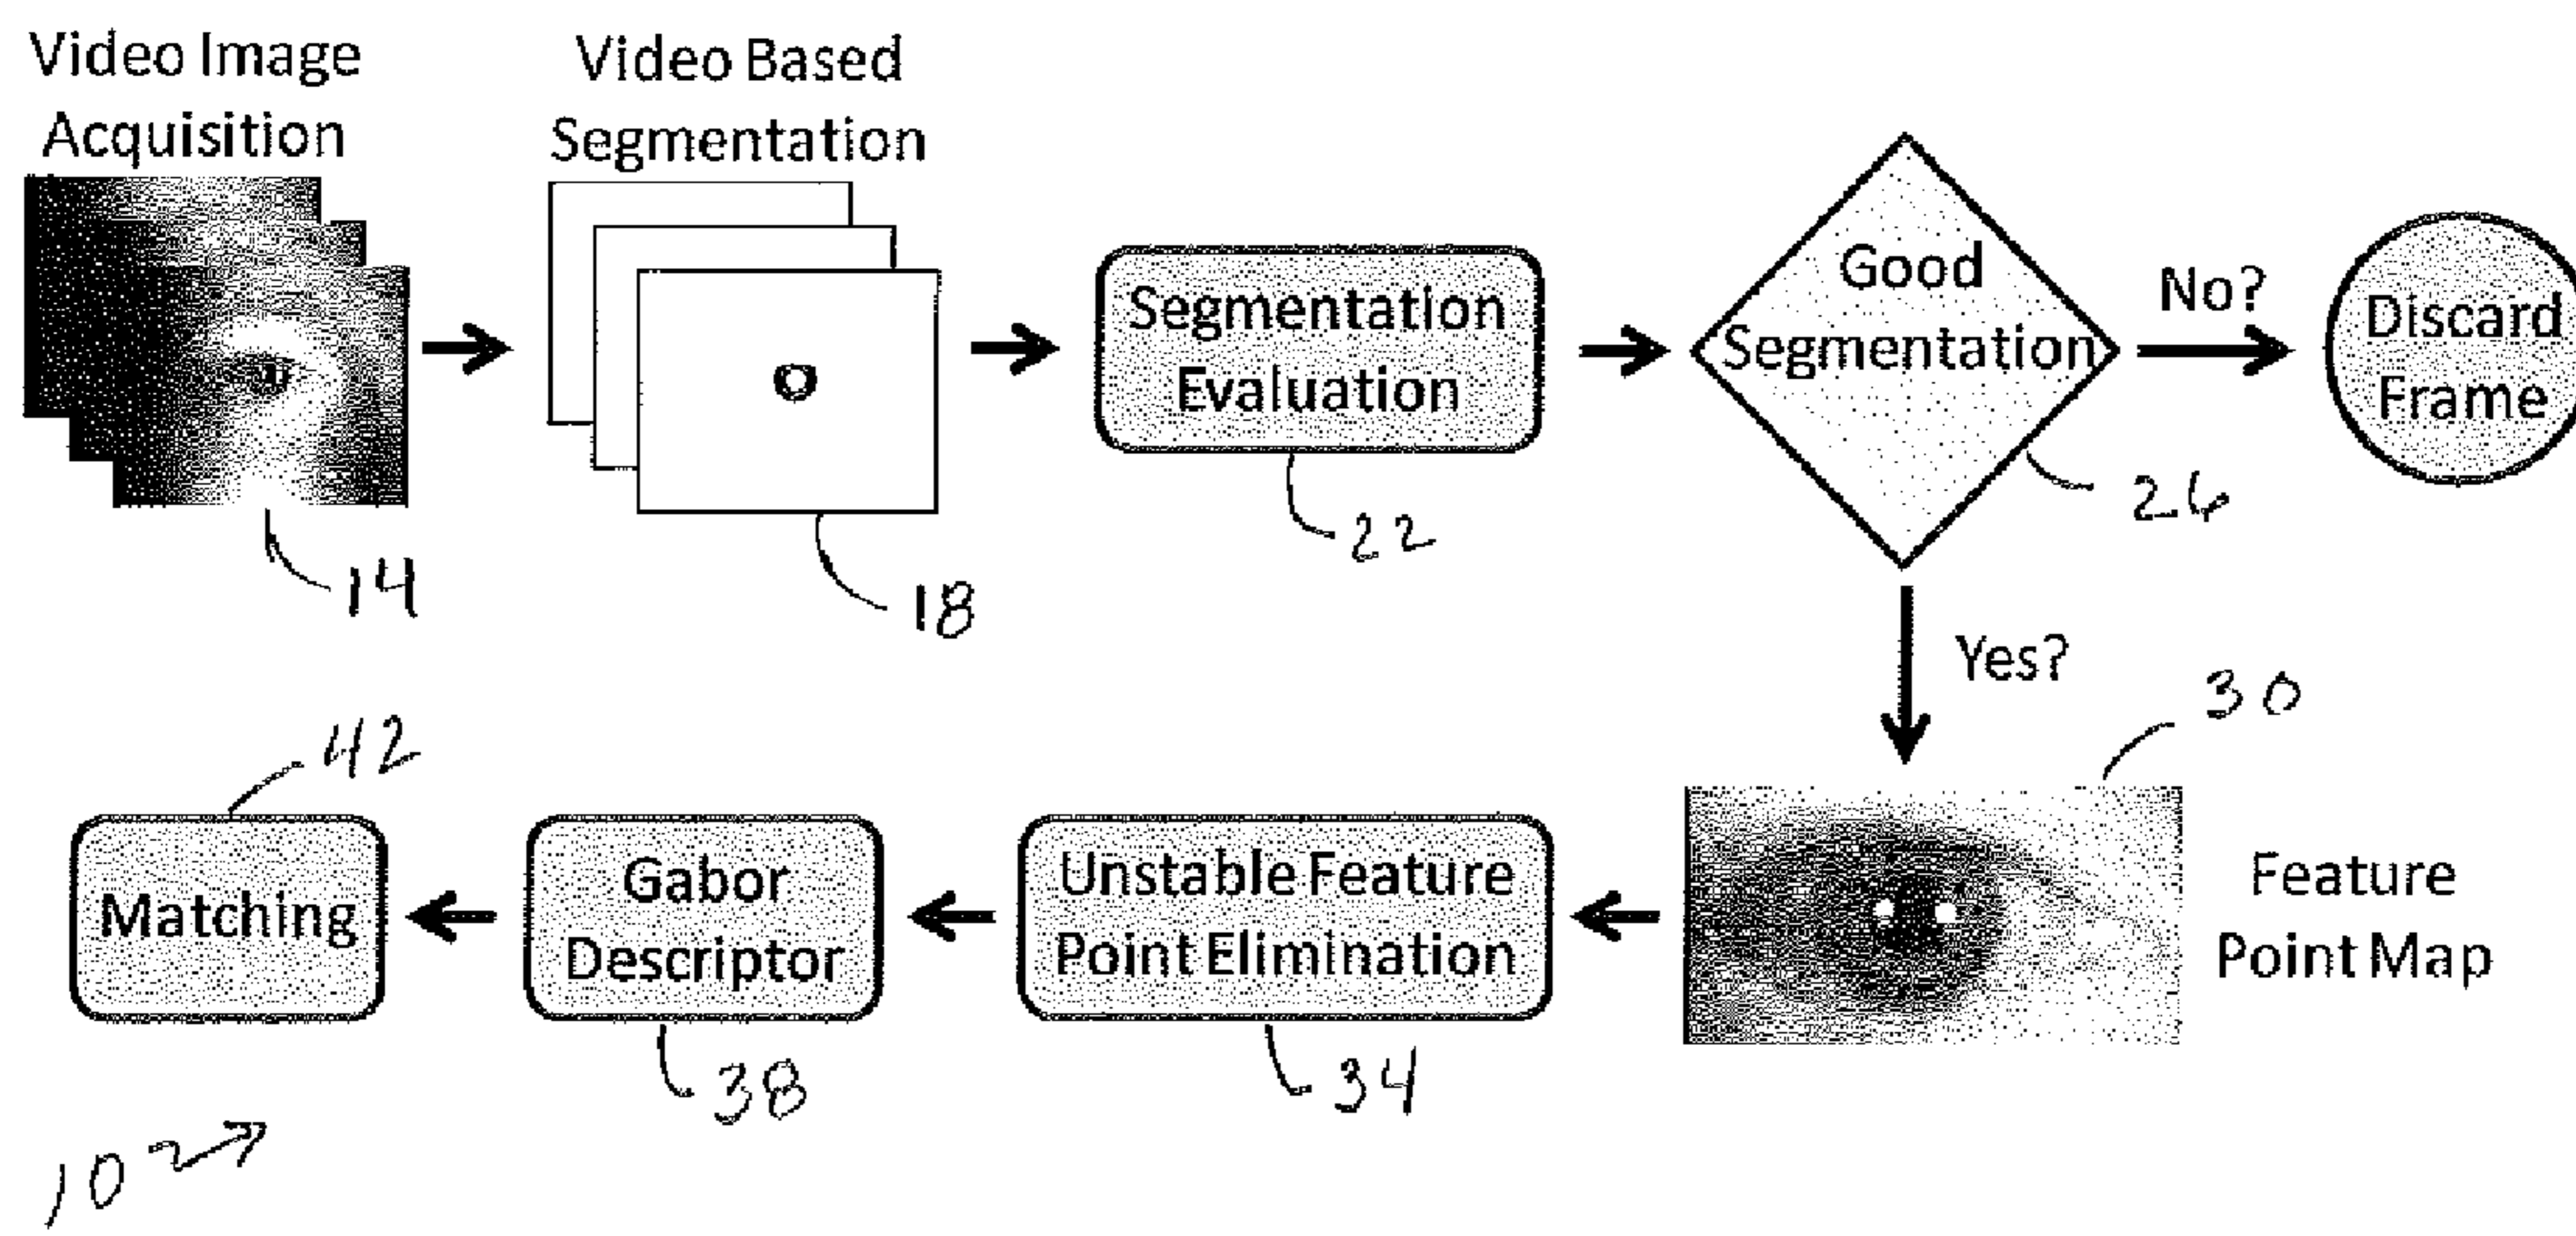 Video Image
Acquisition
Video Based
Segmentation
Segmentation
Evaluation
Good
Segmentation
No?
Discard
Frame
14
18
22
26
Yes?
30
42
Matching
Gabor
Descriptor
Unstable Feature
Point Elimination
Feature
Point Map
38
34
10